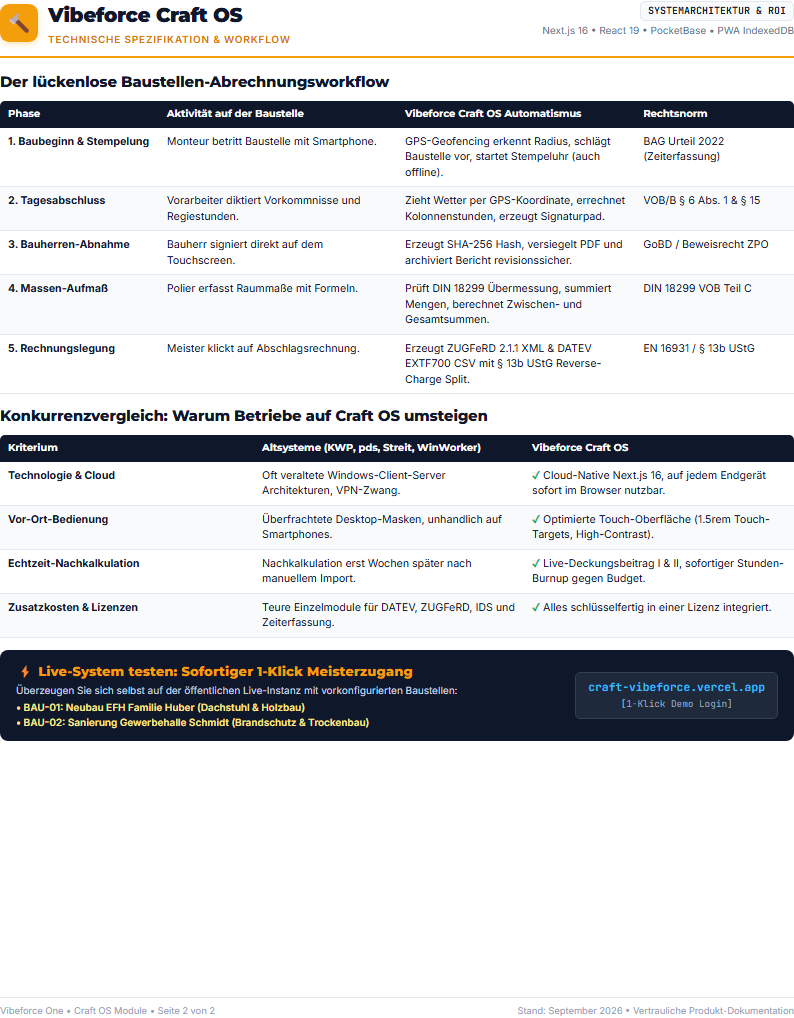 Vibeforce Craft OS
TECHNISCHE SPEZIFIKATION & WORKFLOW
SYSTEMARCHITEKTUR & ROI
Next.js 16 • React 19 • PocketBase • PWA IndexedDB
Der lückenlose Baustellen-Abrechnungsworkflow
Phase Aktivität auf der Baustelle Vibeforce Craft OS Automatismus Rechtsnorm
1. Baubeginn & Stempelung Monteur betritt Baustelle mit Smartphone. GPS-Geofencing erkennt Radius, schlägt BAG Urteil 2022
Baustelle vor, startet Stempeluhr (auch (Zeiterfassung)
offline).
2. Tagesabschluss Vorarbeiter diktiert Vorkommnisse und Zieht Wetter per GPS-Koordinate, errechnet VOB/B § 6 Abs. 1 & § 15
Regiestunden. Kolonnenstunden, erzeugt Signaturpad.
3. Bauherren-Abnahme Bauherr signiert direkt auf dem Erzeugt SHA-256 Hash, versiegelt PDF und GoBD / Beweisrecht ZPO
Touchscreen. archiviert Bericht revisionssicher.
4. Massen-Aufmaß Polier erfasst Raummaße mit Formeln. Prüft DIN 18299 Übermessung, summiert DIN 18299 VOB Teil C
Mengen, berechnet Zwischen- und
Gesamtsummen.
5. Rechnungslegung Meister klickt auf Abschlagsrechnung. Erzeugt ZUGFeRD 2.1.1 XML & DATEV EN 16931 / § 13b UStG
EXTF700 CSV mit § 13b UStG Reverse-
Charge Split.
Konkurrenzvergleich: Warum Betriebe auf Craft OS umsteigen
Kriterium Altsysteme (KWP, pds, Streit, WinWorker) Vibeforce Craft OS
Technologie & Cloud Oft veraltete Windows-Client-Server ✓ Cloud-Native Next.js 16, auf jedem Endgerät
Architekturen, VPN-Zwang. sofort im Browser nutzbar.
Vor-Ort-Bedienung Überfrachtete Desktop-Masken, unhandlich auf ✓ Optimierte Touch-Oberfläche (1.5rem Touch-
Smartphones. Targets, High-Contrast).
Echtzeit-Nachkalkulation Nachkalkulation erst Wochen später nach ✓ Live-Deckungsbeitrag I & II, sofortiger Stunden-
manuellem Import. Burnup gegen Budget.
Zusatzkosten & Lizenzen Teure Einzelmodule für DATEV, ZUGFeRD, IDS und ✓ Alles schlüsselfertig in einer Lizenz integriert.
Zeiterfassung.
Live-System testen: Sofortiger 1-Klick Meisterzugang
Überzeugen Sie sich selbst auf der öffentlichen Live-Instanz mit vorkonfigurierten Baustellen:
• BAU-01: Neubau EFH Familie Huber (Dachstuhl & Holzbau)
• BAU-02: Sanierung Gewerbehalle Schmidt (Brandschutz & Trockenbau)
craft-vibeforce.vercel.app
[1-Klick Demo Login]
Vibeforce One • Craft OS Module • Seite 2 von 2
Stand: September 2026 • Vertrauliche Produkt-Dokumentation